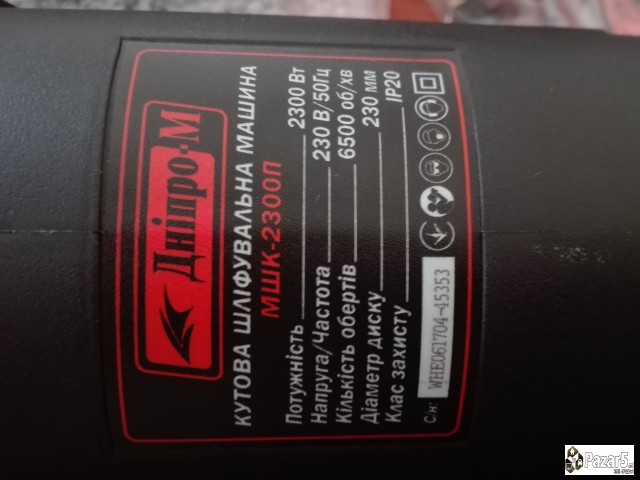 Дніпро-М
КУТОВА ШЛІФУВАЛЬНА МАШИНА
МШК-2300П
Потужність 2300 Вт
Напруга/Частота 230 В/50Гц
Кількість обертів 6500 об/хв
Діаметр диску 230 мм
Клас захисту IP20
С/н: WHE061704-45353
Pazar5